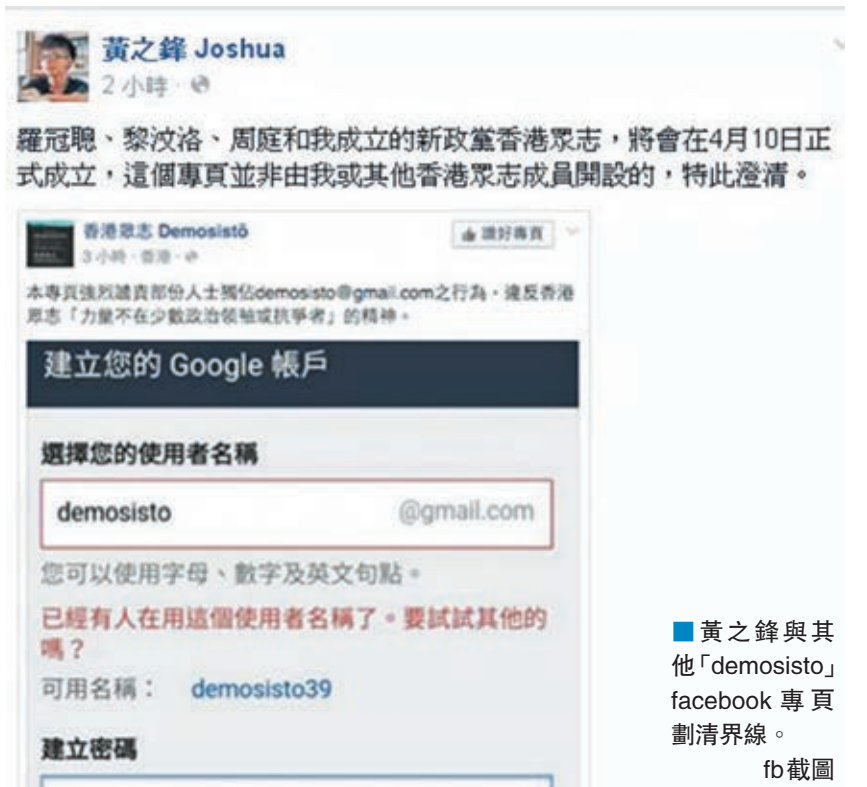 黃之鋒 Joshua
2 小時
羅冠聰、黎汶洛、周庭和我成立的新政黨香港眾志，將會在4月10日正
式成立，這個專頁並非由我或其他香港眾志成員開設的，特此澄清。
香港眾志 Demosistō
讚好專頁
3 小時 · 香港
本專頁強烈譴責部份人士獨佔demosisto@gmail.com之行為，違反香港
眾志「力量不在少數政治領袖或抗爭者」的精神。
建立您的 Google 帳戶
選擇您的使用者名稱
demosisto @gmail.com
您可以使用字母、數字及英文句點。
已經有人在用這個使用者名稱了。要試試其他的
嗎？
可用名稱： demosisto39
建立密碼
■黃之鋒與其
他「demosisto」
facebook 專頁
劃清界線。
fb截圖